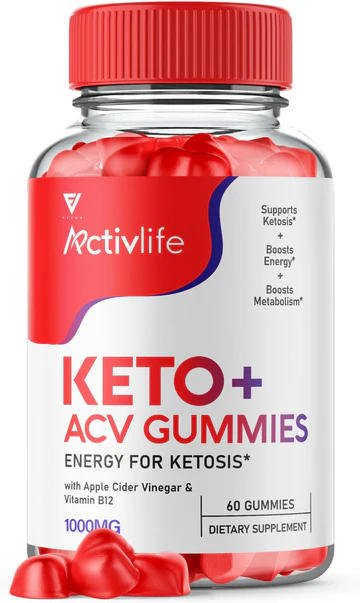 Activlife
Supports
Ketosis*
+
Boosts
Energy*
+
Boosts
Metabolism*
KETO+
ACV GUMMIES
ENERGY FOR KETOSIS*
with Apple Cider Vinegar &
Vitamin B12
1000MG
60 GUMMIES
DIETARY SUPPLEMENT